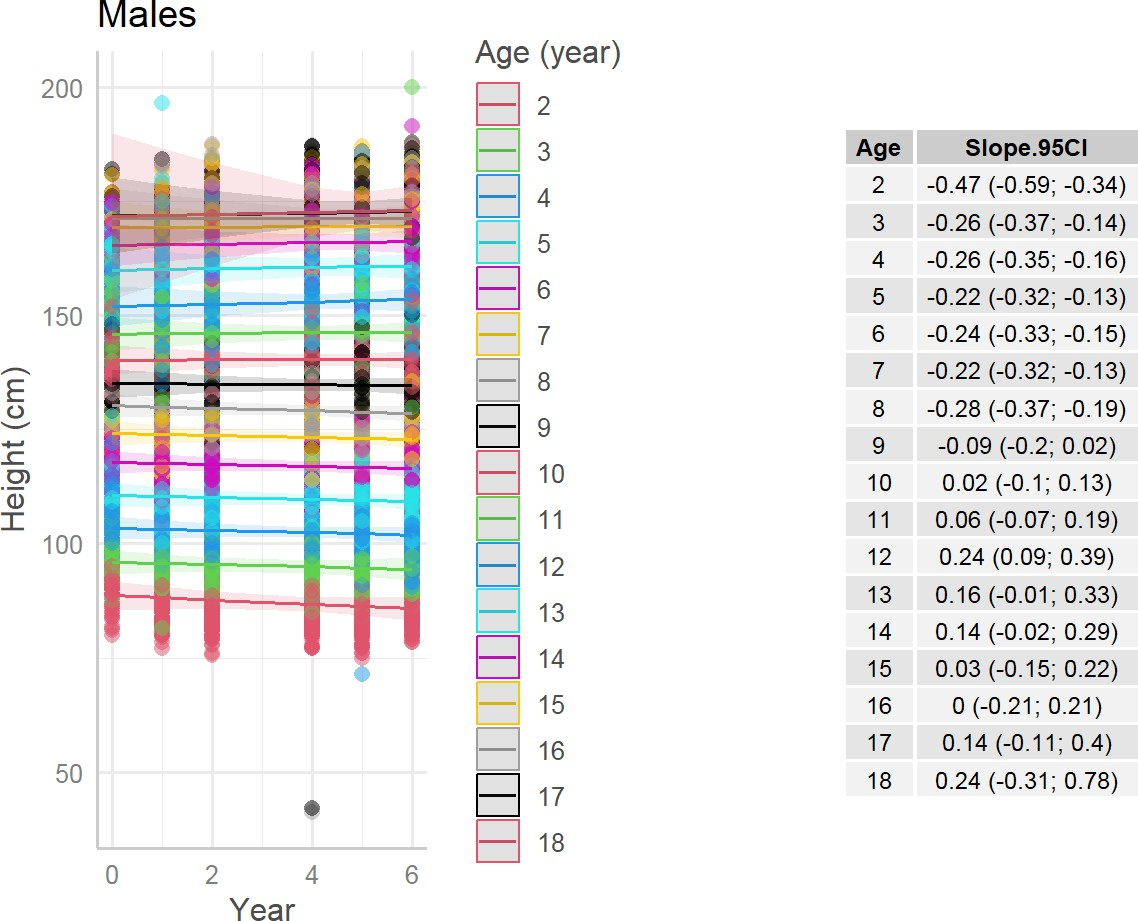 Males
Height (cm)
200
150
100
50
0 2 4 6
Year
Age (year)
2
3
4
5
6
7
8
9
10
11
12
13
14
15
16
17
18
Age Slope.95CI
2 -0.47 (-0.59; -0.34)
3 -0.26 (-0.37; -0.14)
4 -0.26 (-0.35; -0.16)
5 -0.22 (-0.32; -0.13)
6 -0.24 (-0.33; -0.15)
7 -0.22 (-0.32; -0.13)
8 -0.28 (-0.37; -0.19)
9 -0.09 (-0.2; 0.02)
10 0.02 (-0.1; 0.13)
11 0.06 (-0.07; 0.19)
12 0.24 (0.09; 0.39)
13 0.16 (-0.01; 0.33)
14 0.14 (-0.02; 0.29)
15 0.03 (-0.15; 0.22)
16 0 (-0.21; 0.21)
17 0.14 (-0.11; 0.4)
18 0.24 (-0.31; 0.78)